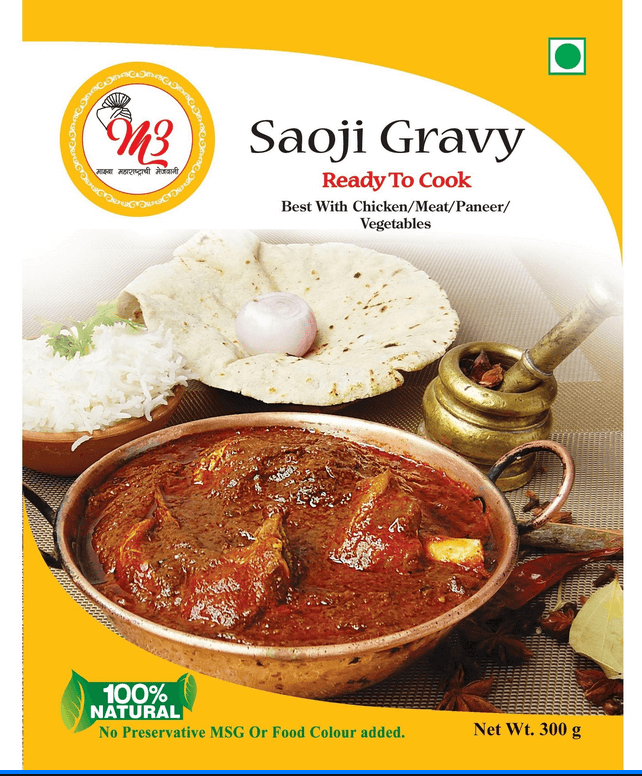 M3
माझ्या महाराष्ट्राची मेजवानी
Saoji Gravy
Ready To Cook
Best With Chicken/Meat/Paneer/
Vegetables
100%
NATURAL
No Preservative MSG Or Food Colour added.
Net Wt. 300 g